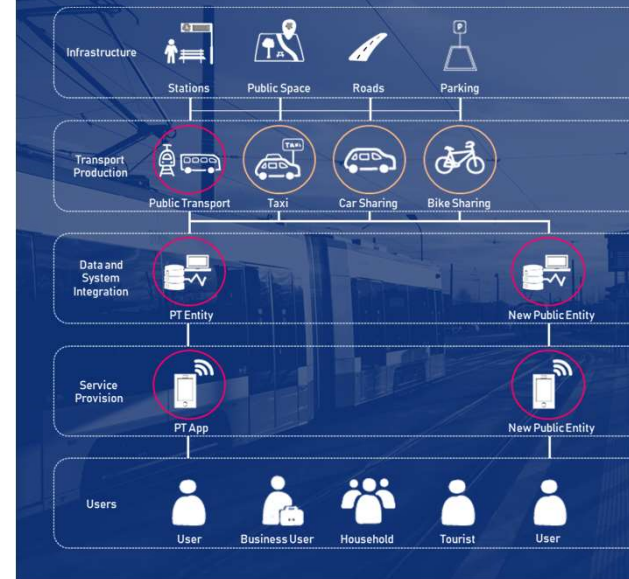 P
Infrastructure
Stations
Public Space
Roads
Parking
TAXi
Transport
Production
Public Transport
Taxi
Car Sharing
Bike Sharing
Data and
System
Integration
PT Entity
New Public Entity
Service
Provision
PT App
New Public Entity
Users
User
Business User
Household
Tourist
User